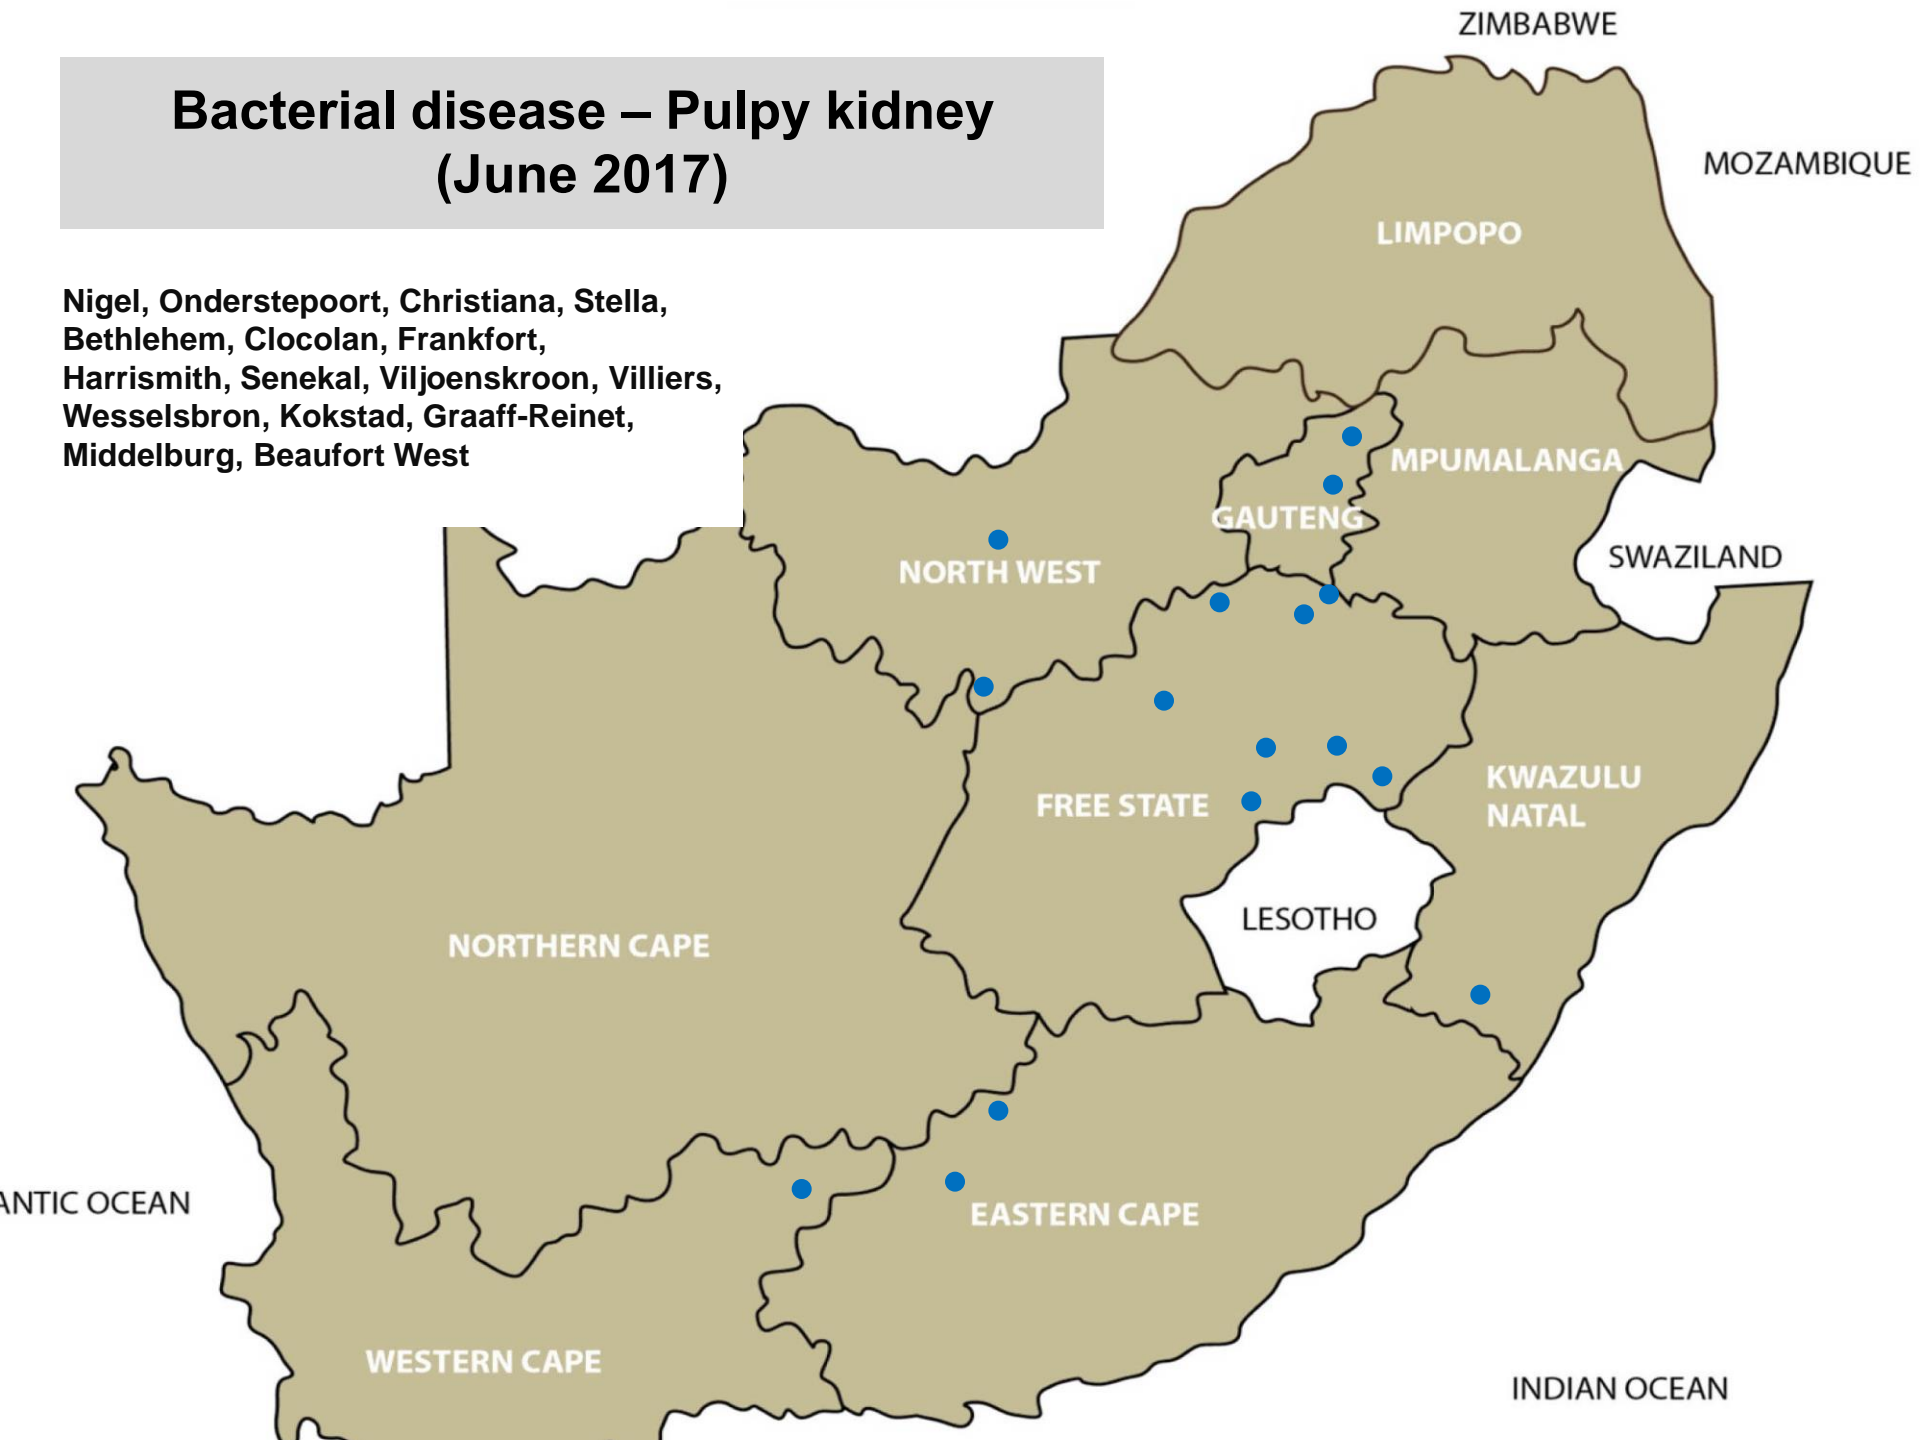 ZIMBABWE
Bacterial disease – Pulpy kidney
(June 2017)
MOZAMBIQUE
LIMPOPO
Nigel, Onderstepoort, Christiana, Stella,
Bethlehem, Clocolan, Frankfort,
Harrismith, Senekal, Viljoenskroon, Villiers,
Wesselsbron, Kokstad, Graaff-Reinet,
Middelburg, Beaufort West
MPUMALANGA
GAUTENG
SWAZILAND
NORTH WEST
KWAZULU
NATAL
FREE STATE
LESOTHO
NORTHERN CAPE
ANTIC OCEAN
EASTERN CAPE
WESTERN CAPE
INDIAN OCEAN